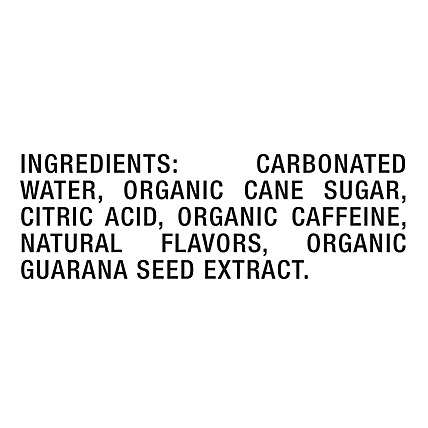 INGREDIENTS: CARBONATED
WATER, ORGANIC CANE SUGAR,
CITRIC ACID, ORGANIC CAFFEINE,
NATURAL FLAVORS, ORGANIC
GUARANA SEED EXTRACT.